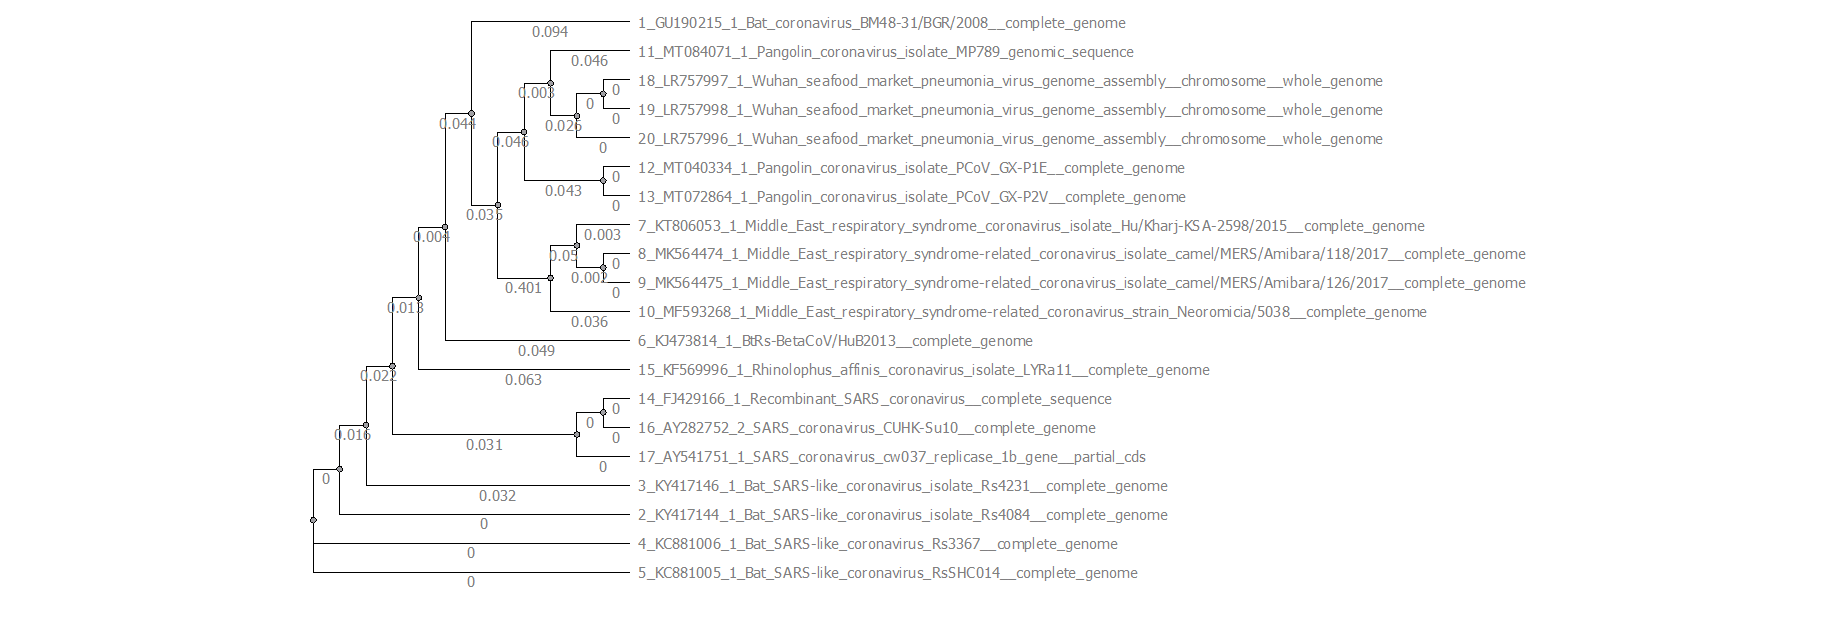 1_GU190215_1_Bat_coronavirus_BM48-31/BGR/2008__complete_genome
0.094
11_MT084071_1_Pangolin_coronavirus_isolate_MP789_genomic_sequence
0.046
18_LR757997_1_Wuhan_seafood_market_pneumonia_virus_genome_assembly__chromosome__whole_genome
0.003
0
0
19_LR757998_1_Wuhan_seafood_market_pneumonia_virus_genome_assembly__chromosome__whole_genome
0.044
0.026
0
20_LR757996_1_Wuhan_seafood_market_pneumonia_virus_genome_assembly__chromosome__whole_genome
0.046
0
12_MT040334_1_Pangolin_coronavirus_isolate_PCoV_GX-P1E__complete_genome
0
0.043
13_MT072864_1_Pangolin_coronavirus_isolate_PCoV_GX-P2V__complete_genome
0.035
0
7_KT806053_1_Middle_East_respiratory_syndrome_coronavirus_isolate_Hu/Kharj-KSA-2598/2015__complete_genome
0.004
0.003
8_MK564474_1_Middle_East_respiratory_syndrome-related_coronavirus_isolate_camel/MERS/Amibara/118/2017__complete_genome
0.05
0
0.002
9_MK564475_1_Middle_East_respiratory_syndrome-related_coronavirus_isolate_camel/MERS/Amibara/126/2017__complete_genome
0.401
0
10_MF593268_1_Middle_East_respiratory_syndrome-related_coronavirus_strain_Neoromicia/5038__complete_genome
0.013
0.036
6_KJ473814_1_BtRs-BetaCoV/HuB2013__complete_genome
0.049
15_KF569996_1_Rhinolophus_affinis_coronavirus_isolate_LYRa11__complete_genome
0.022
0.063
14_FJ429166_1_Recombinant_SARS_coronavirus__complete_sequence
0
0
16_AY282752_2_SARS_coronavirus_CUHK-Su10__complete_genome
0.016
0.031
0
17_AY541751_1_SARS_coronavirus_cw037_replicase_1b_gene__partial_cds
0
3_KY417146_1_Bat_SARS-like_coronavirus_isolate_Rs4231__complete_genome
0
0.032
2_KY417144_1_Bat_SARS-like_coronavirus_isolate_Rs4084__complete_genome
0
4_KC881006_1_Bat_SARS-like_coronavirus_Rs3367__complete_genome
0
5_KC881005_1_Bat_SARS-like_coronavirus_RsSHC014__complete_genome
0